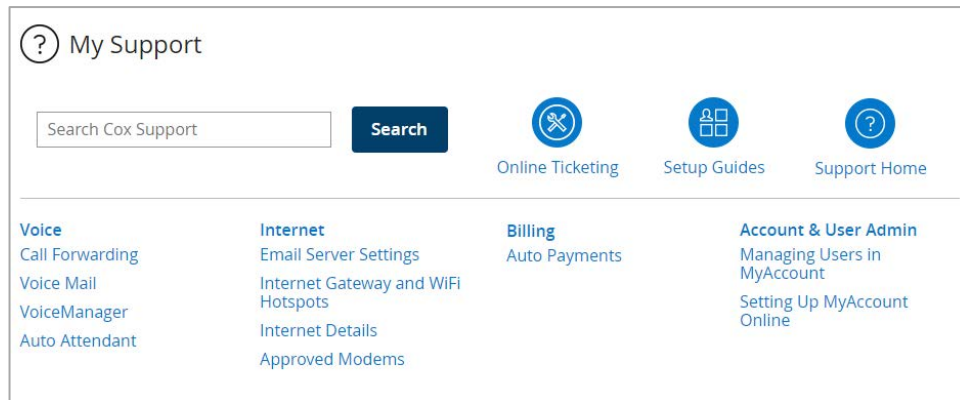 ? My Support
Search Cox Support
Search
Online Ticketing
Setup Guides
? Support Home
Voice
Call Forwarding
Voice Mail
VoiceManager
Auto Attendant
Internet
Email Server Settings
Internet Gateway and WiFi
Hotspots
Internet Details
Approved Modems
Billing
Auto Payments
Account & User Admin
Managing Users in
MyAccount
Setting Up MyAccount
Online